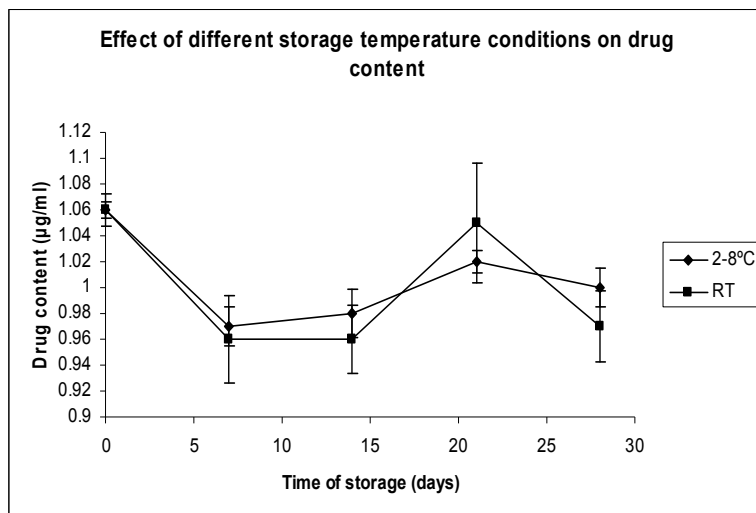 Effect of different storage temperature conditions on drug
content
1.12
1.1
1.08
1.06
1.04
1.02
1
0.98
0.96
0.94
0.92
0.9
Drug content (µg/ml)
0 5 10 15 20 25 30
Time of storage (days)
2-8ºC
RT